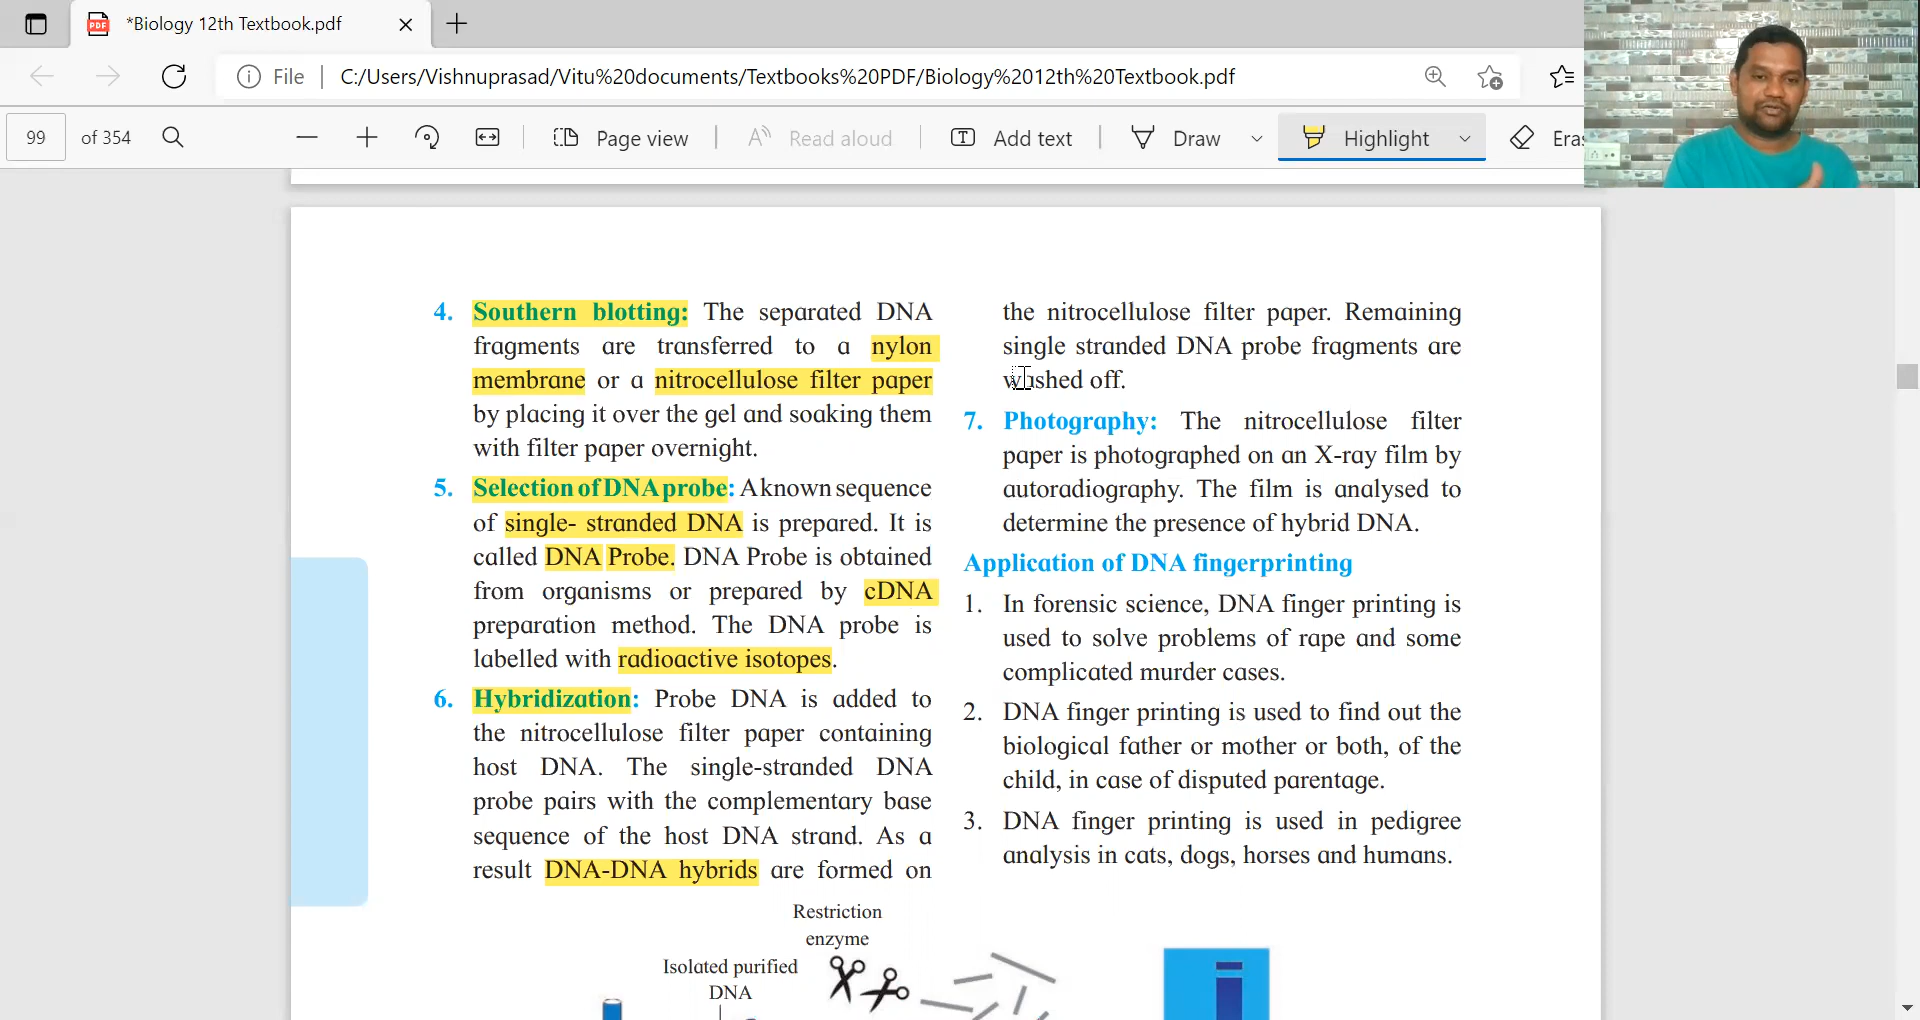 *Biology 12th Textbook.pdf
File
C:/Users/Vishnuprasad/Vitu%20documents/Textbooks%20PDF/Biology%2012th%20Textbook.pdf
99
of 354
Page view
Read aloud
Add text
Draw
Highlight
Eras
4. Southern blotting: The separated DNA
fragments are transferred to a nylon
membrane or a nitrocellulose filter paper
by placing it over the gel and soaking them
with filter paper overnight.
5. Selection of DNA probe: A known sequence
of single- stranded DNA is prepared. It is
called DNA Probe. DNA Probe is obtained
from organisms or prepared by cDNA
preparation method. The DNA probe is
labelled with radioactive isotopes.
6. Hybridization: Probe DNA is added to
the nitrocellulose filter paper containing
host DNA. The single-stranded DNA
probe pairs with the complementary base
sequence of the host DNA strand. As a
result DNA-DNA hybrids are formed on
the nitrocellulose filter paper. Remaining
single stranded DNA probe fragments are
washed off.
7. Photography: The nitrocellulose filter
paper is photographed on an X-ray film by
autoradiography. The film is analysed to
determine the presence of hybrid DNA.
Application of DNA fingerprinting
1. In forensic science, DNA finger printing is
used to solve problems of rape and some
complicated murder cases.
2. DNA finger printing is used to find out the
biological father or mother or both, of the
child, in case of disputed parentage.
3. DNA finger printing is used in pedigree
analysis in cats, dogs, horses and humans.
Restriction
enzyme
Isolated purified
DNA